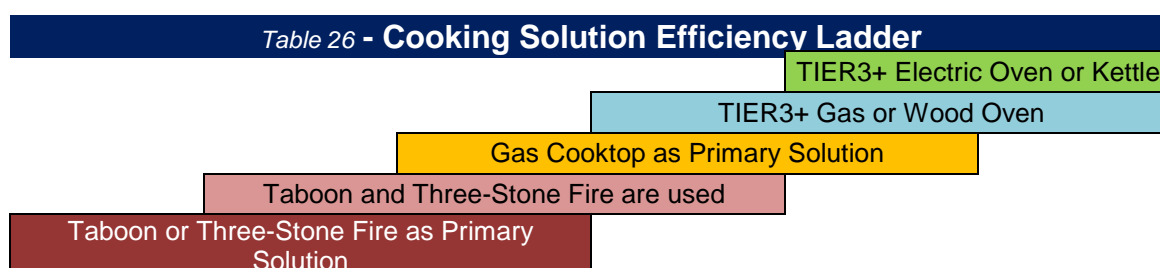 Table 26 - Cooking Solution Efficiency Ladder
TIER3+ Electric Oven or Kettle
TIER3+ Gas or Wood Oven
Gas Cooktop as Primary Solution
Taboon and Three-Stone Fire are used
Taboon or Three-Stone Fire as Primary
Solution